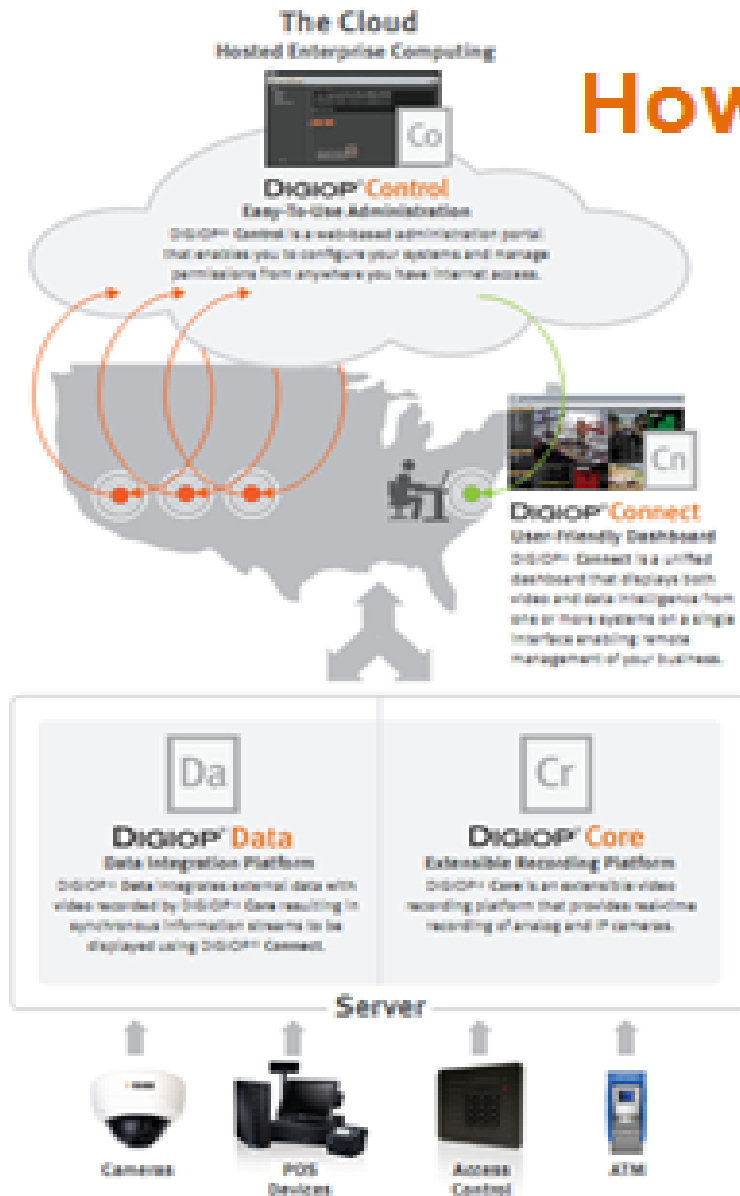 The Cloud
Hosted Enterprise Computing
How
Co
DIGIOP® Control
Easy-To-Use Administration
DIGIOP® Control is a web-based administration portal
that enables you to configure your systems and manage
permissions from anywhere you have internet access.
Cn
DIGIOP® Connect
User-Friendly Dashboard
DIGIOP® Connect is a unified
dashboard that displays both
video and data intelligence from
one or more systems on a single
interface enabling remote
management of your business.
Da
DIGIOP® Data
Data Integration Platform
DIGIOP® Data integrates external data with
video recorded by DIGIOP® Core resulting in
synchronous information streams to be
displayed using DIGIOP® Connect.
Cr
DIGIOP® Core
Extensible Recording Platform
DIGIOP® Core is an extensible video
recording platform that provides real-time
recording of analog and IP cameras.
Server
Cameras
POS
Devices
Access
Control
ATM